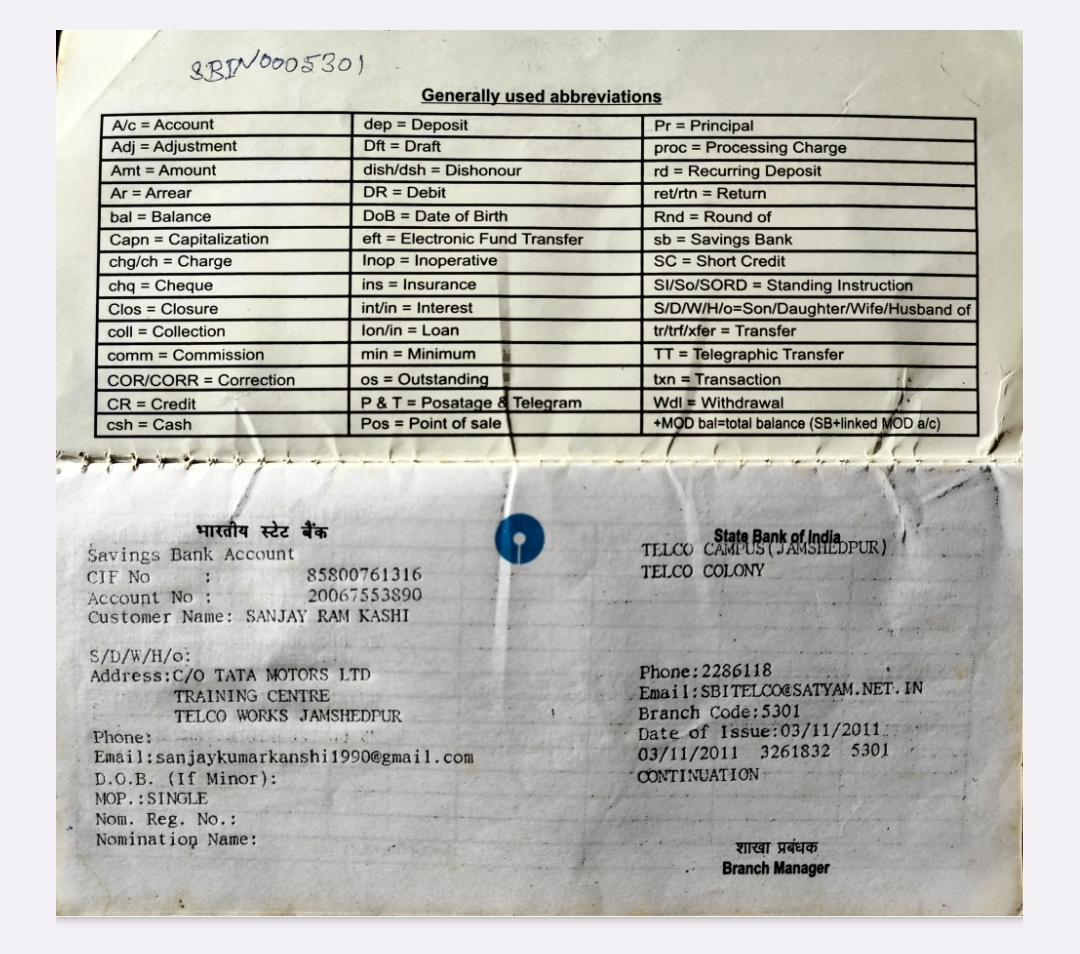 SBIN0005301
Generally used abbreviations
A/c = Account dep = Deposit Pr = Principal
Adj = Adjustment Dft = Draft proc = Processing Charge
Amt = Amount dish/dsh = Dishonour rd = Recurring Deposit
Ar = Arrear DR = Debit ret/rtn = Return
bal = Balance DoB = Date of Birth Rnd = Round of
Capn = Capitalization eft = Electronic Fund Transfer sb = Savings Bank
chg/ch = Charge Inop = Inoperative SC = Short Credit
chq = Cheque ins = Insurance SI/So/SORD = Standing Instruction
Clos = Closure int/in = Interest S/D/W/H/o=Son/Daughter/Wife/Husband of
coll = Collection lon/in = Loan tr/trf/xfer = Transfer
comm = Commission min = Minimum TT = Telegraphic Transfer
COR/CORR = Correction os = Outstanding txn = Transaction
CR = Credit P & T = Posatage & Telegram Wdl = Withdrawal
csh = Cash Pos = Point of sale +MOD bal=total balance (SB+linked MOD a/c)
भारतीय स्टेट बैंक State Bank of India
Savings Bank Account TELCO CAMPUS(JAMSHEDPUR)
CIF No : 85800761316 TELCO COLONY
Account No : 20067553890
Customer Name: SANJAY RAM KASHI
S/D/W/H/o:
Address:C/O TATA MOTORS LTD Phone:2286118
TRAINING CENTRE Email:SBITELCO@SATYAM.NET.IN
TELCO WORKS JAMSHEDPUR Branch Code:5301
Phone: Date of Issue:03/11/2011
Email:sanjaykumarkanshi1990@gmail.com 03/11/2011 3261832 5301
D.O.B. (If Minor): CONTINUATION
MOP.:SINGLE
Nom. Reg. No.:
Nomination Name: शाखा प्रबंधक
Branch Manager